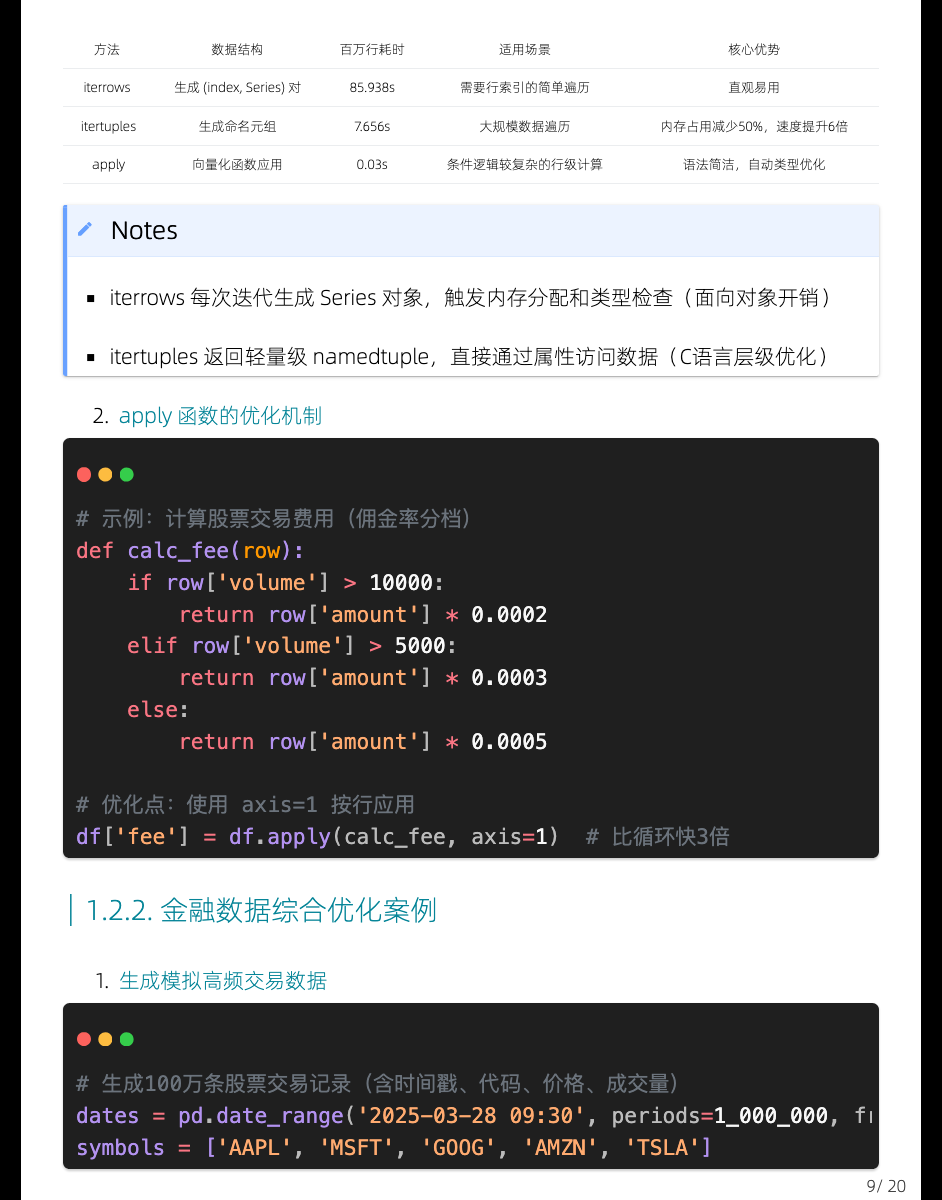 方法 数据结构 百万行耗时 适用场景 核心优势
iterrows 生成 (index, Series) 对 85.938s 需要行索引的简单遍历 直观易用
itertuples 生成命名元组 7.656s 大规模数据遍历 内存占用减少50%，速度提升6倍
apply 向量化函数应用 0.03s 条件逻辑较复杂的行级计算 语法简洁，自动类型优化
Notes
▪ iterrows 每次迭代生成 Series 对象，触发内存分配和类型检查（面向对象开销）
▪ itertuples 返回轻量级 namedtuple，直接通过属性访问数据（C语言层级优化）
2. apply 函数的优化机制
# 示例：计算股票交易费用（佣金率分档）
def calc_fee(row):
    if row['volume'] > 10000:
        return row['amount'] * 0.0002
    elif row['volume'] > 5000:
        return row['amount'] * 0.0003
    else:
        return row['amount'] * 0.0005
# 优化点：使用 axis=1 按行应用
df['fee'] = df.apply(calc_fee, axis=1)  # 比循环快3倍
1.2.2. 金融数据综合优化案例
1. 生成模拟高频交易数据
# 生成100万条股票交易记录（含时间戳、代码、价格、成交量）
dates = pd.date_range('2025-03-28 09:30', periods=1_000_000,
symbols = ['AAPL', 'MSFT', 'GOOG', 'AMZN', 'TSLA']
9/ 20